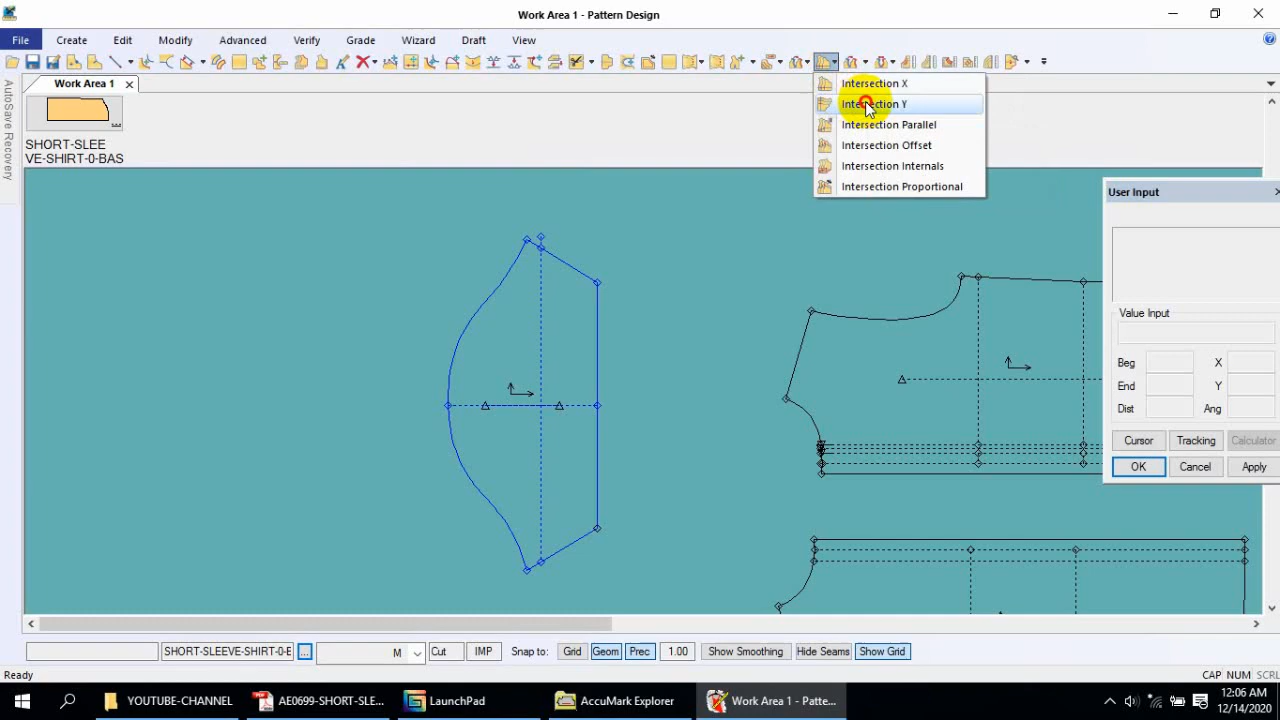 Work Area 1 - Pattern Design
File Create Edit Modify Advanced Verify Grade Wizard Draft View
Work Area 1
AutoSave Recovery
SHORT-SLEE
VE-SHIRT-0-BAS
Intersection X
Intersection Y
Intersection Parallel
Intersection Offset
Intersection Internals
Intersection Proportional
User Input
Value Input
Beg X
End Y
Dist Ang
Cursor Tracking Calculator
OK Cancel Apply
SHORT-SLEEVE-SHIRT-0-E ... M Cut IMP Snap to: Grid Geom Prec 1.00 Show Smoothing Hide Seams Show Grid
Ready CAP NUM SCRL
YOUTUBE-CHANNEL AE0699-SHORT-SLE... LaunchPad AccuMark Explorer Work Area 1 - Patte...
12:06 AM
12/14/2020